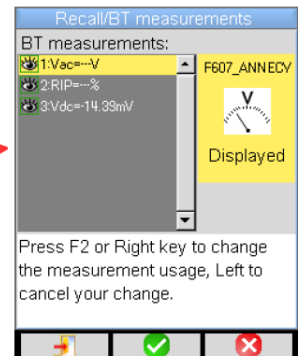 Recall/BT measurements
BT measurements:
1:Vac=---V
2:RIP=---%
3:Vdc=-14.39mV
F607_ANNECY
V
Displayed
Press F2 or Right key to change
the measurement usage, Left to
cancel your change.